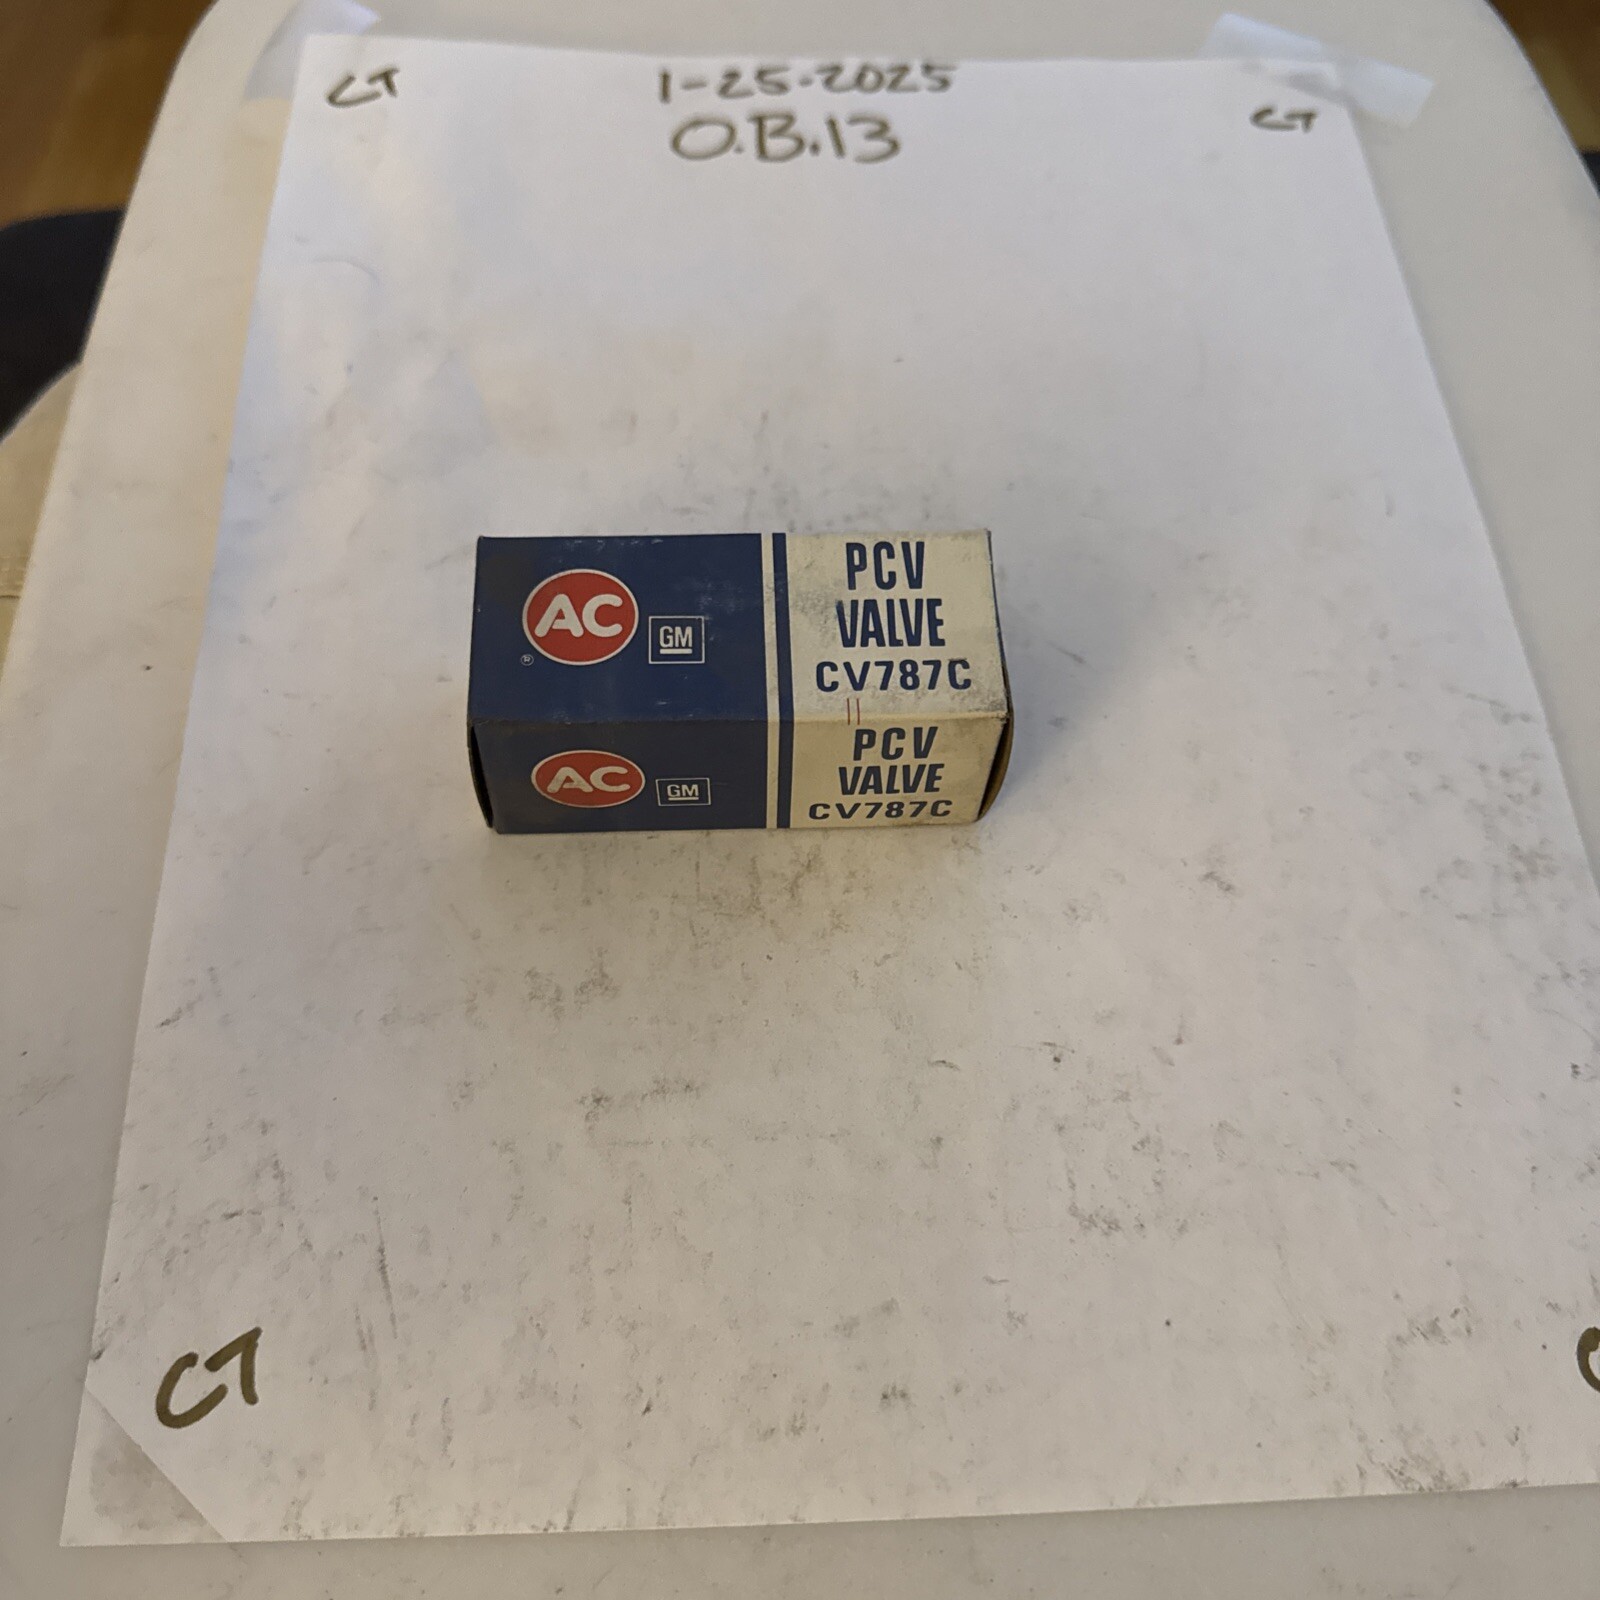 CT
1-25-2025
CT
O.B.13
AC
®
GM
PCV
VALVE
CV787C
AC
GM
PCV
VALVE
CV787C
CT